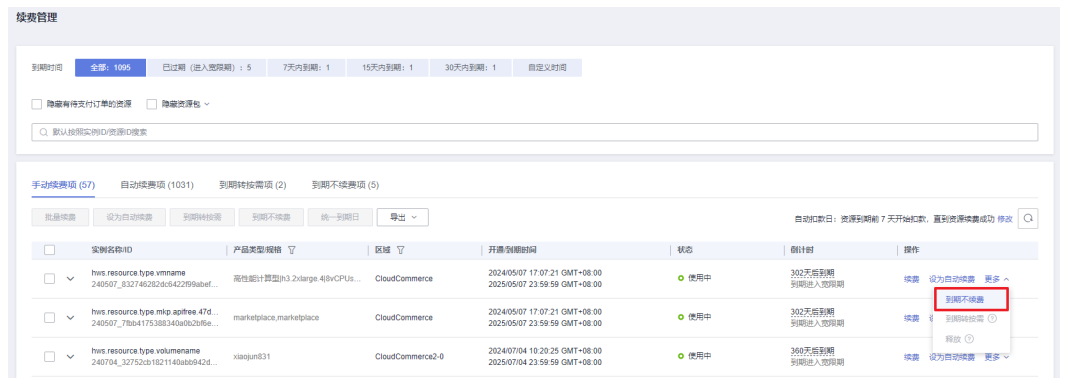 续费管理
到期时间 全部：1095 已过期（进入宽限期）：5 7天内到期：1 15天内到期：1 30天内到期：1 自定义时间
隐藏有待支付订单的资源 隐藏资源包
默认按照实例ID/资源ID搜索
手动续费项 (57) 自动续费项 (1031) 到期转按需项 (2) 到期不续费项 (5)
批量续费 设为自动续费 到期转按需 到期不续费 统一到期日 导出 自动扣款日：资源到期前 7 天开始扣款，直到资源续费成功 修改
实例名称/ID 产品类型/规格 区域 开通/到期时间 状态 倒计时 操作
hws.resource.type.vmname
240507_832746282dc6422f99abef...
高性能计算型|h3.2xlarge.4|8vCPUs... CloudCommerce
2024/05/07 17:07:21 GMT+08:00
2025/05/07 23:59:59 GMT+08:00
使用中
302天后到期
到期进入宽限期
续费 设为自动续费 更多
到期不续费
hws.resource.type.mkp.apifree.47d...
240507_7fbb4175388340a0b2bf6e...
marketplace,marketplace CloudCommerce
2024/05/07 17:07:21 GMT+08:00
2025/05/07 23:59:59 GMT+08:00
使用中
302天后到期
到期进入宽限期
续费 到期转按需
释放
hws.resource.type.volumename
240704_32752cb1821140abb942d...
xiaojun831 CloudCommerce2-0
2024/07/04 10:20:25 GMT+08:00
2025/07/04 23:59:59 GMT+08:00
使用中
360天后到期
到期进入宽限期
续费 设为自动续费 更多